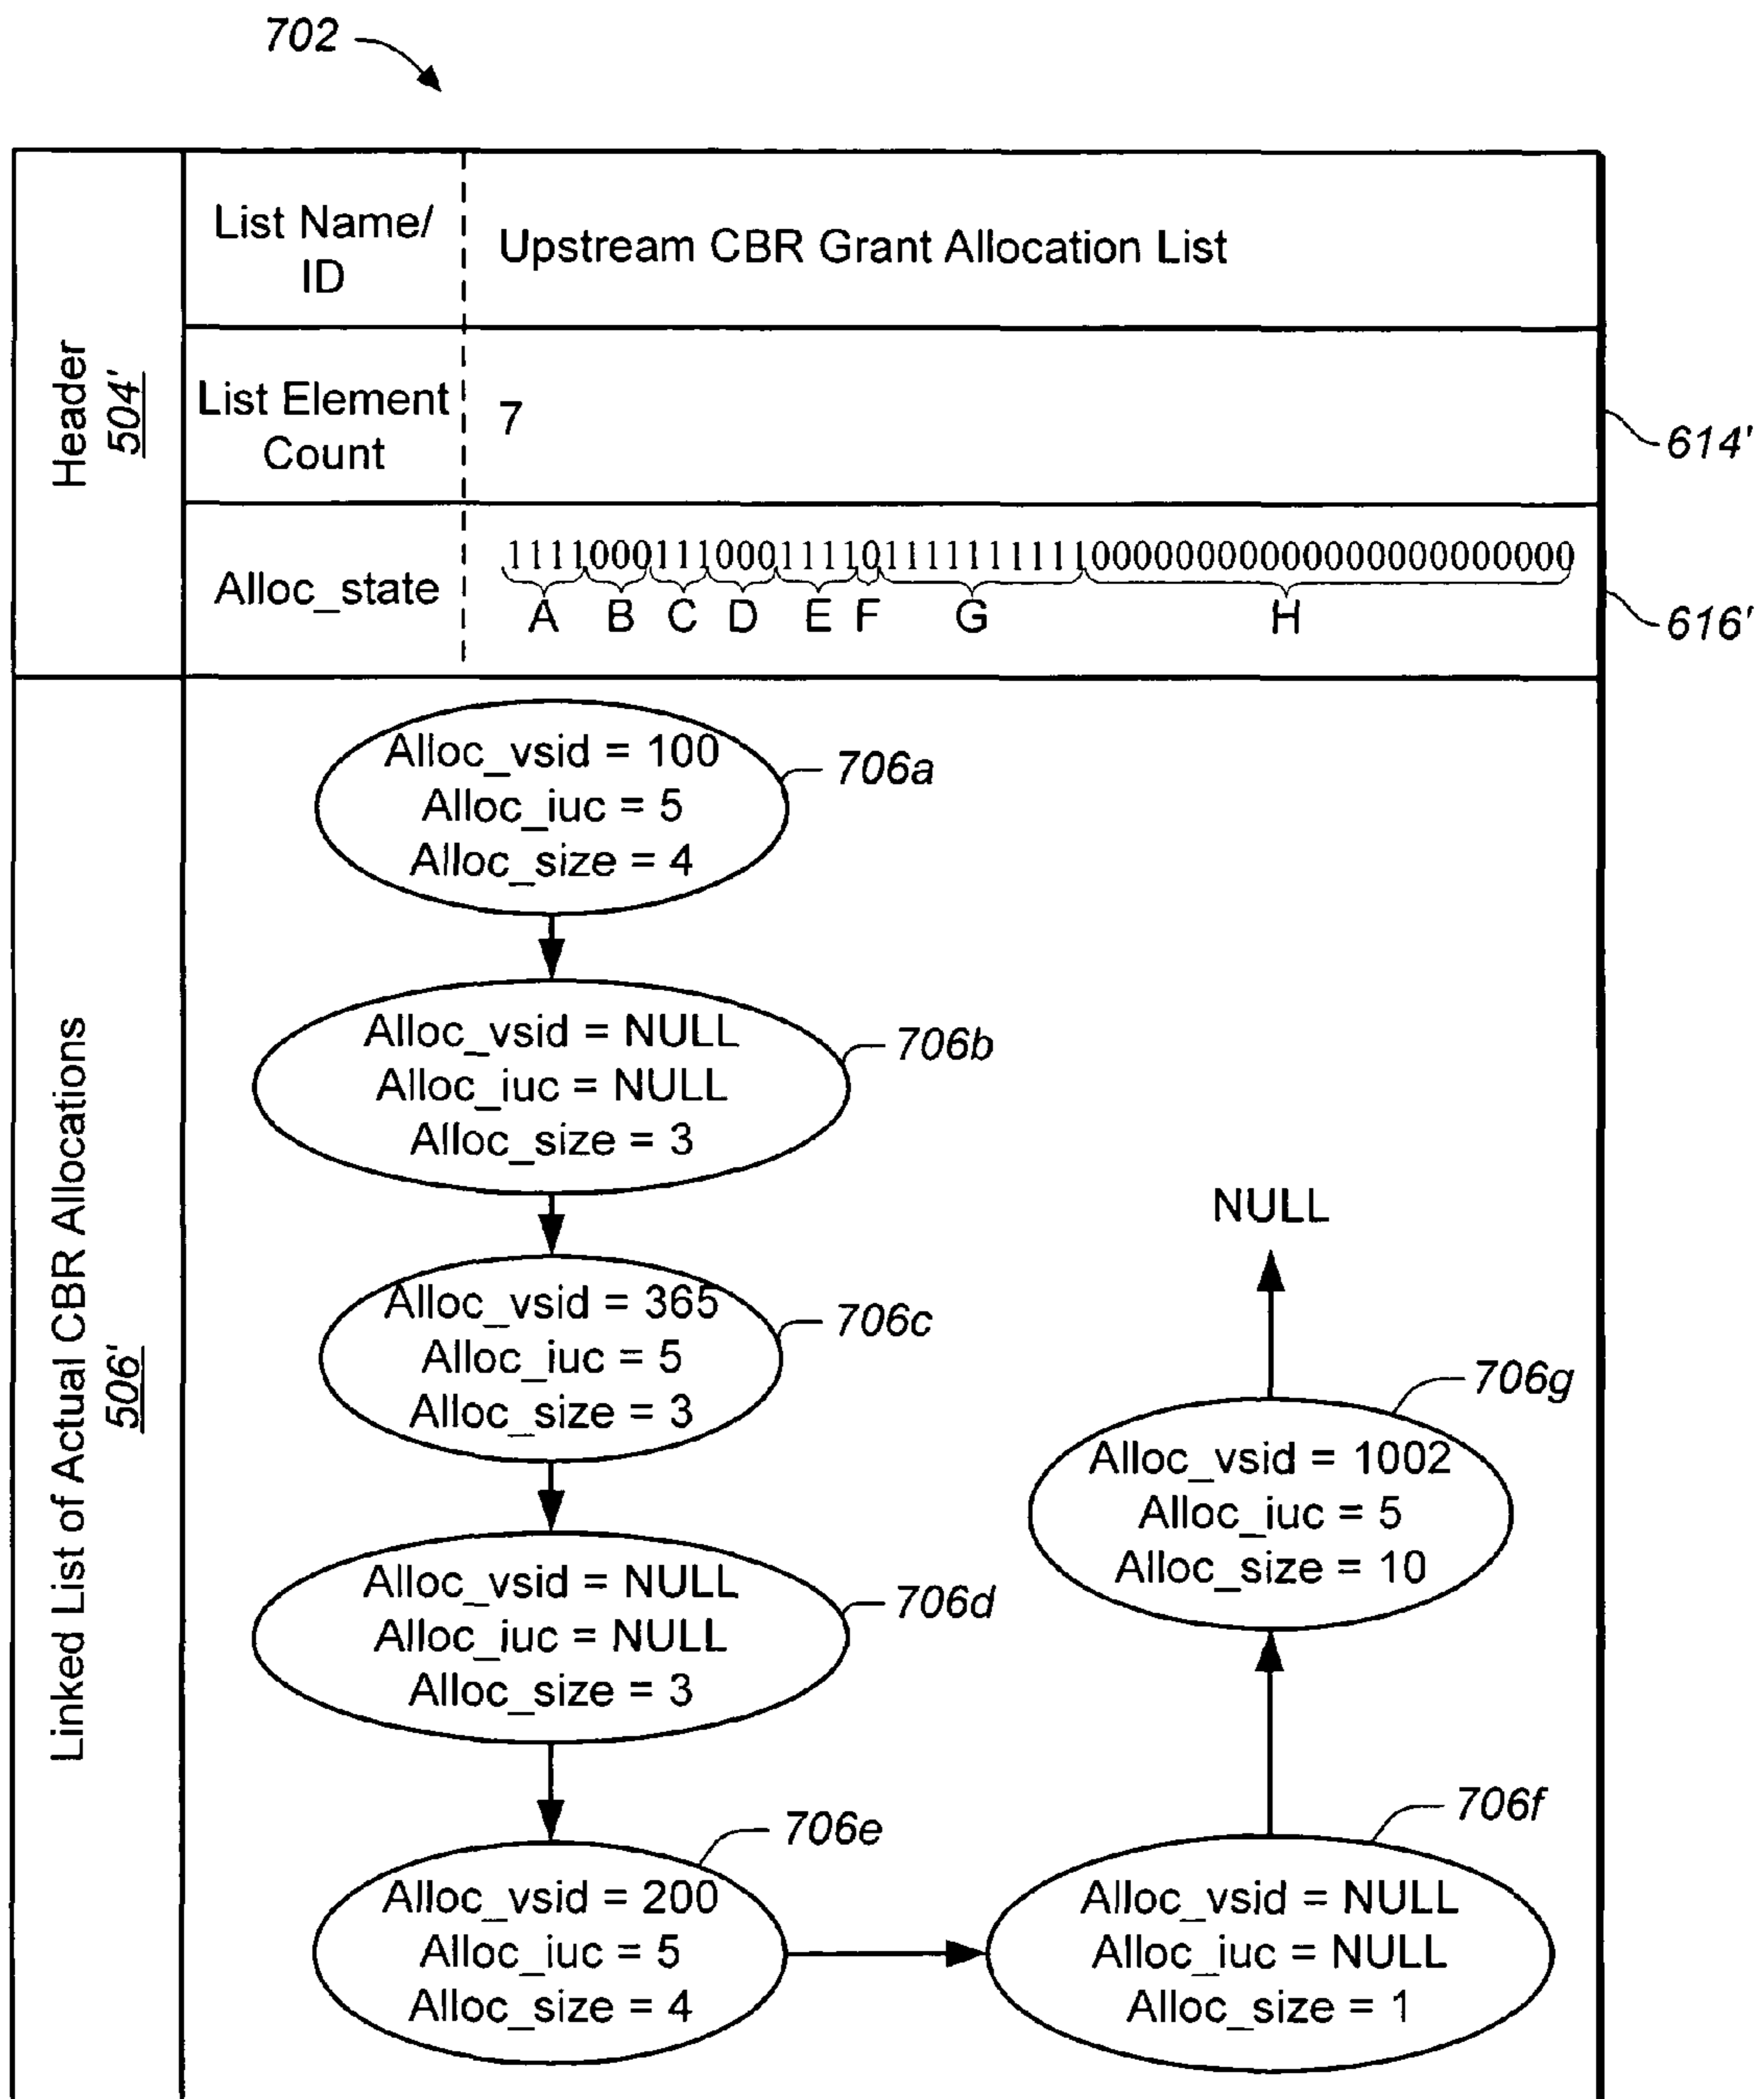 702
Header
504'
List Name/
ID
Upstream CBR Grant Allocation List
List Element
Count
7
614'
Alloc_state
111100011100011110111111111100000000000000000000000
A B C D E F G H
616'
Linked List of Actual CBR Allocations
506'
Alloc_vsid = 100
Alloc_iuc = 5
Alloc_size = 4
706a
Alloc_vsid = NULL
Alloc_iuc = NULL
Alloc_size = 3
706b
Alloc_vsid = 365
Alloc_iuc = 5
Alloc_size = 3
706c
Alloc_vsid = NULL
Alloc_iuc = NULL
Alloc_size = 3
706d
Alloc_vsid = 200
Alloc_iuc = 5
Alloc_size = 4
706e
Alloc_vsid = NULL
Alloc_iuc = NULL
Alloc_size = 1
706f
Alloc_vsid = 1002
Alloc_iuc = 5
Alloc_size = 10
706g
NULL